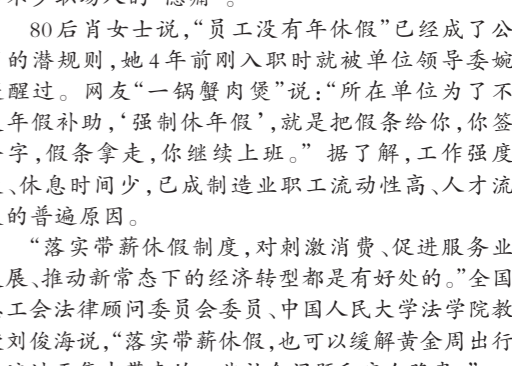 80后肖女士说,“员工没有年休假”已经成了公
的潜规则,她4年前刚入职时就被单位领导委婉
醒过。网友“一锅蟹肉煲”说:“所在单位为了不
年假补助,‘强制休年假’,就是把假条给你,你签
字,假条拿走,你继续上班。”据了解,工作强度
、休息时间少,已成制造业职工流动性高、人才流
的普遍原因。
“落实带薪休假制度,对刺激消费、促进服务业
展、推动新常态下的经济转型都是有好处的。”全国
工会法律顾问委员会委员、中国人民大学法学院教
刘俊海说,“落实带薪休假,也可以缓解黄金周出行